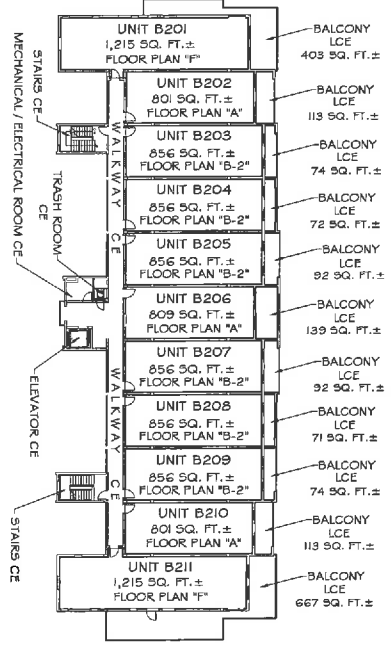 UNIT B201
1,215 SQ. FT.±
FLOOR PLAN "F"
BALCONY
LCE
403 SQ. FT.±
UNIT B202
801 SQ. FT.±
FLOOR PLAN "A"
BALCONY
LCE
113 SQ. FT.±
UNIT B203
856 SQ. FT.±
FLOOR PLAN "B-2"
BALCONY
LCE
74 SQ. FT.±
UNIT B204
856 SQ. FT.±
FLOOR PLAN "B-2"
BALCONY
LCE
72 SQ. FT.±
UNIT B205
856 SQ. FT.±
FLOOR PLAN "B-2"
BALCONY
LCE
92 SQ. FT.±
UNIT B206
809 SQ. FT.±
FLOOR PLAN "A"
BALCONY
LCE
139 SQ. FT.±
UNIT B207
856 SQ. FT.±
FLOOR PLAN "B-2"
BALCONY
LCE
92 SQ. FT.±
UNIT B208
856 SQ. FT.±
FLOOR PLAN "B-2"
BALCONY
LCE
71 SQ. FT.±
UNIT B209
856 SQ. FT.±
FLOOR PLAN "B-2"
BALCONY
LCE
74 SQ. FT.±
UNIT B210
801 SQ. FT.±
FLOOR PLAN "A"
BALCONY
LCE
113 SQ. FT.±
UNIT B211
1,215 SQ. FT.±
FLOOR PLAN "F"
BALCONY
LCE
667 SQ. FT.±
WALKWAY CE
WALKWAY CE
STAIRS CE
MECHANICAL / ELECTRICAL ROOM CE
TRASH ROOM
CE
ELEVATOR CE
STAIRS CE